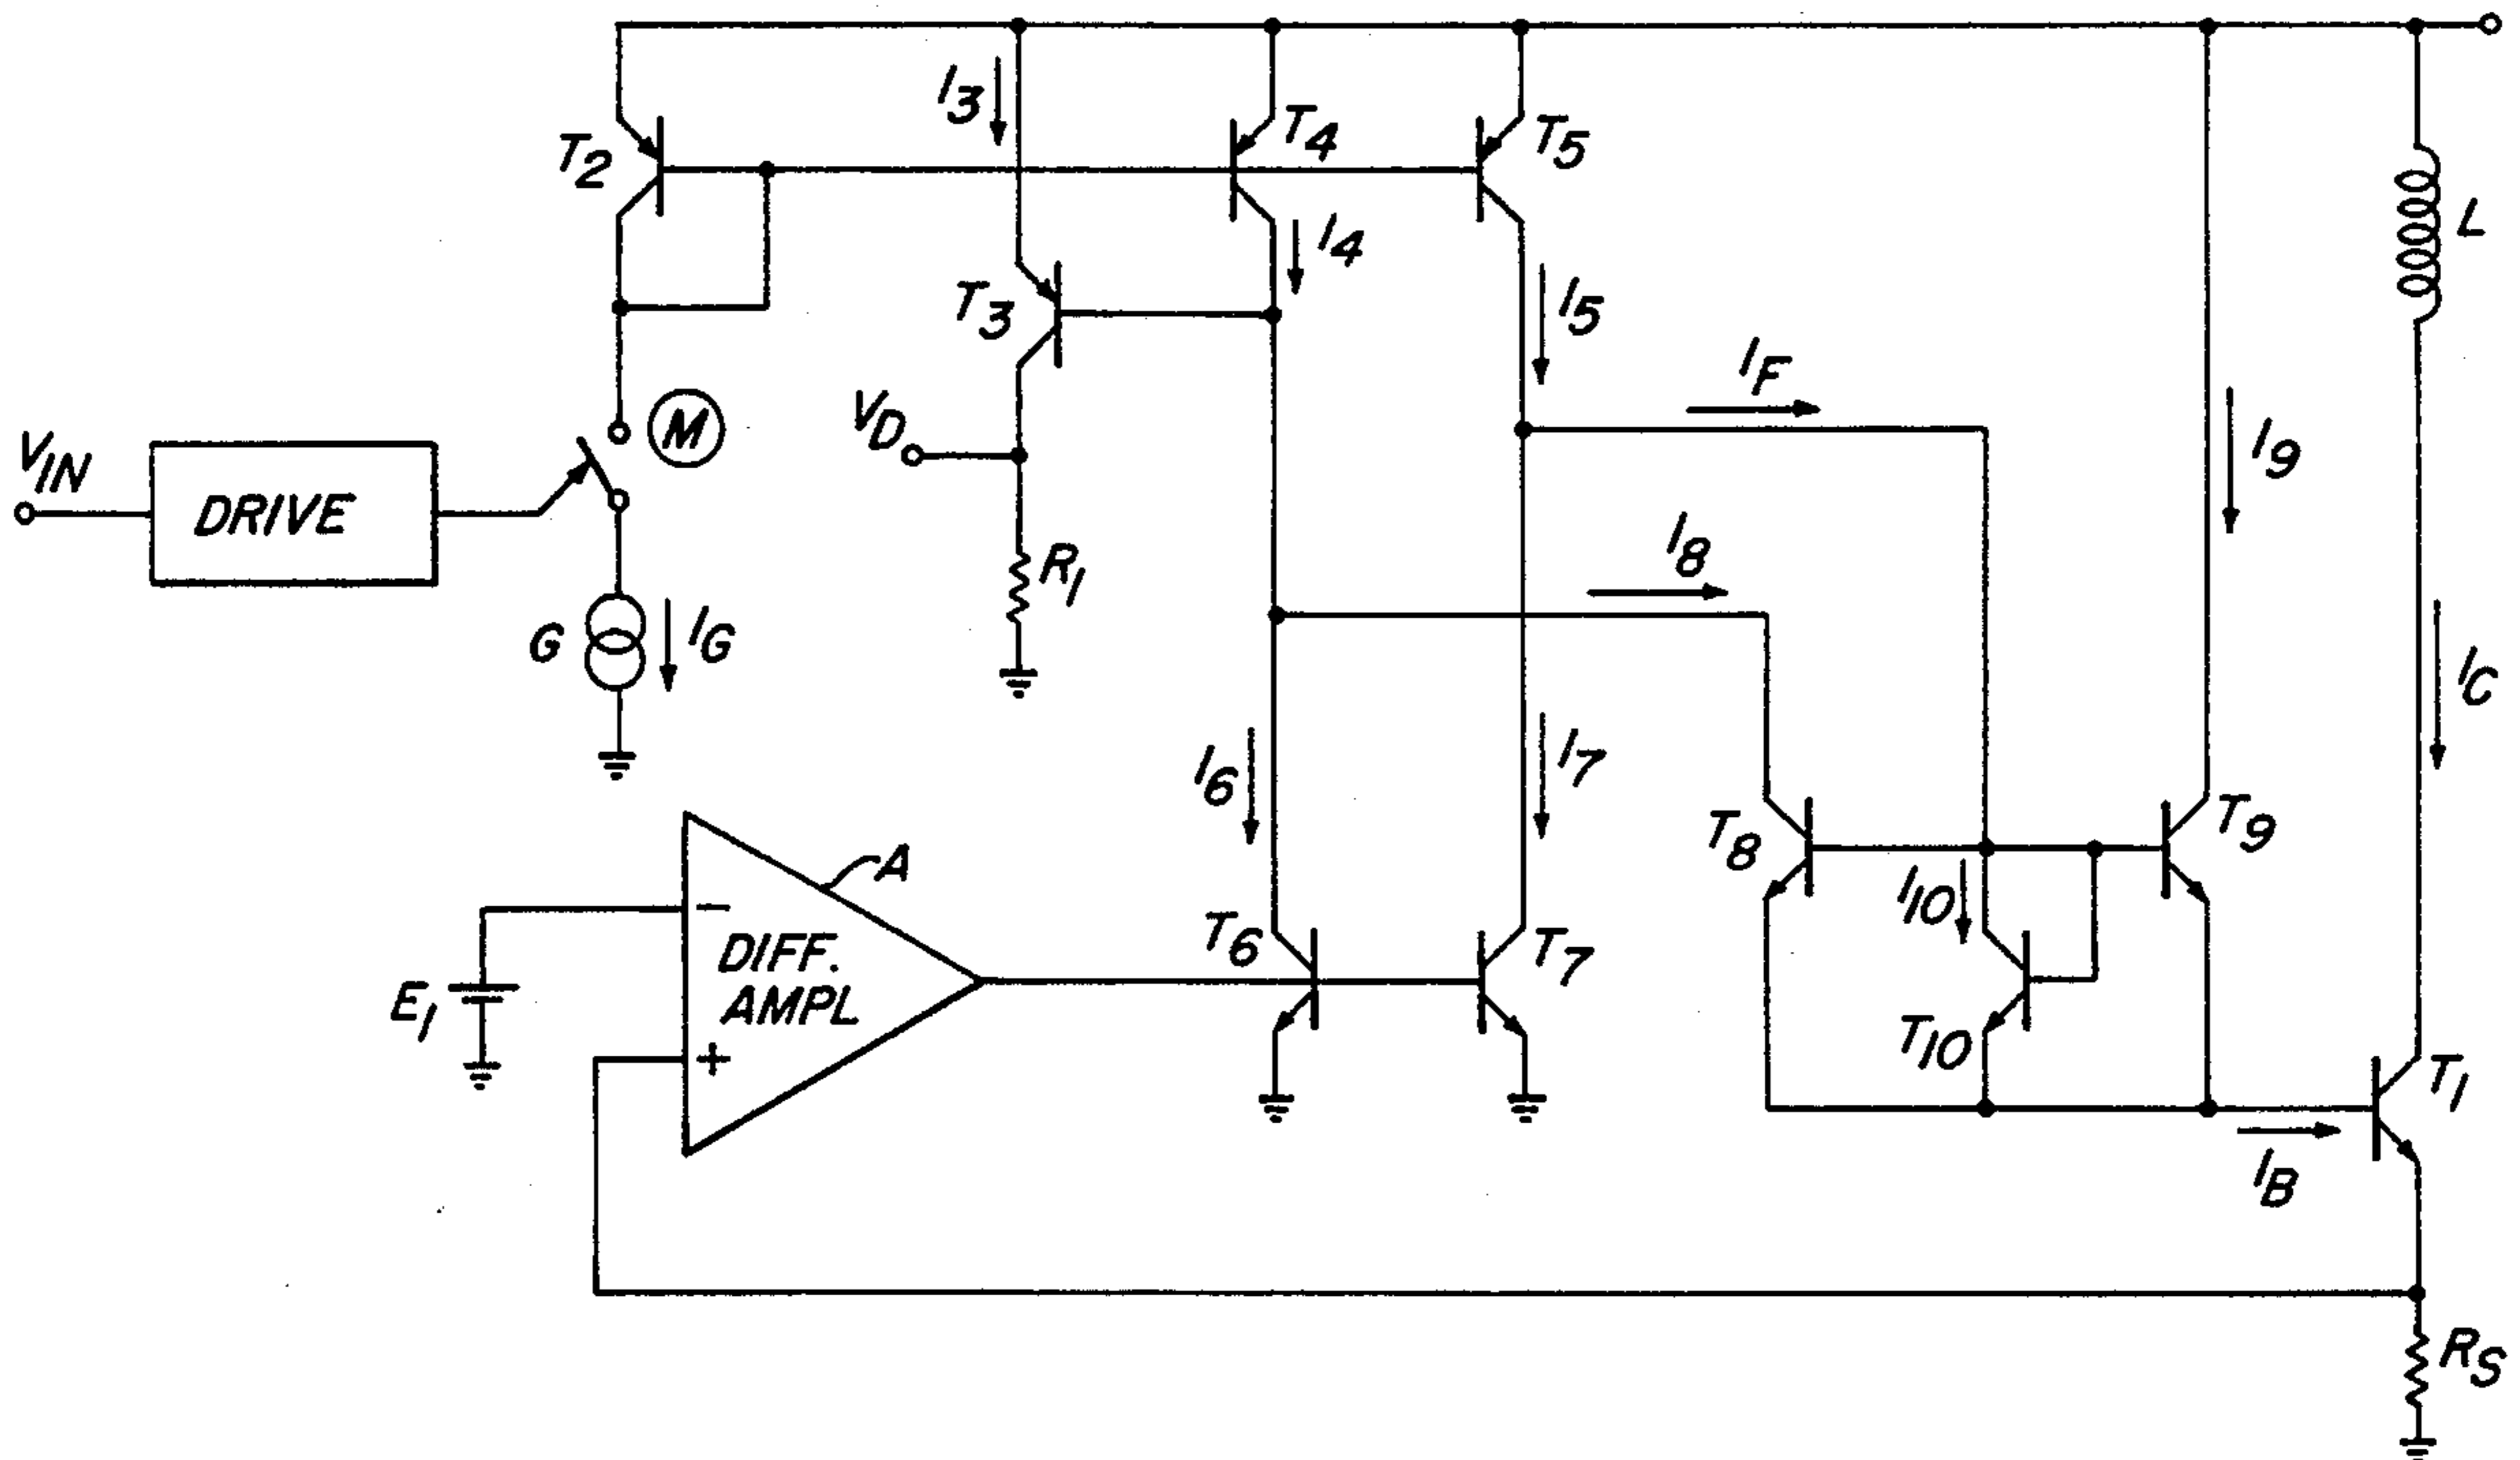 I3
T2
T4
T5
I4
L
T3
I5
IF
M
VD
VIN
I9
DRIVE
I8
R1
G
IG
IC
I6
I7
A
T8
T9
I10
−
DIFF.
AMPL
T6
T7
E1
T10
+
T1
IB
RS